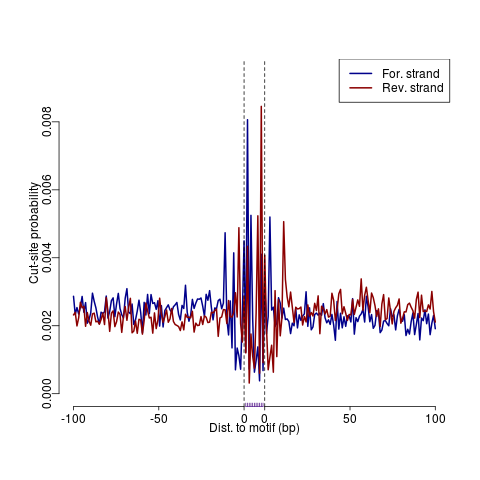 For. strand
Rev. strand
Cut-site probability
0.008
0.006
0.004
0.002
0.000
-100 -50 0 0 50 100
Dist. to motif (bp)